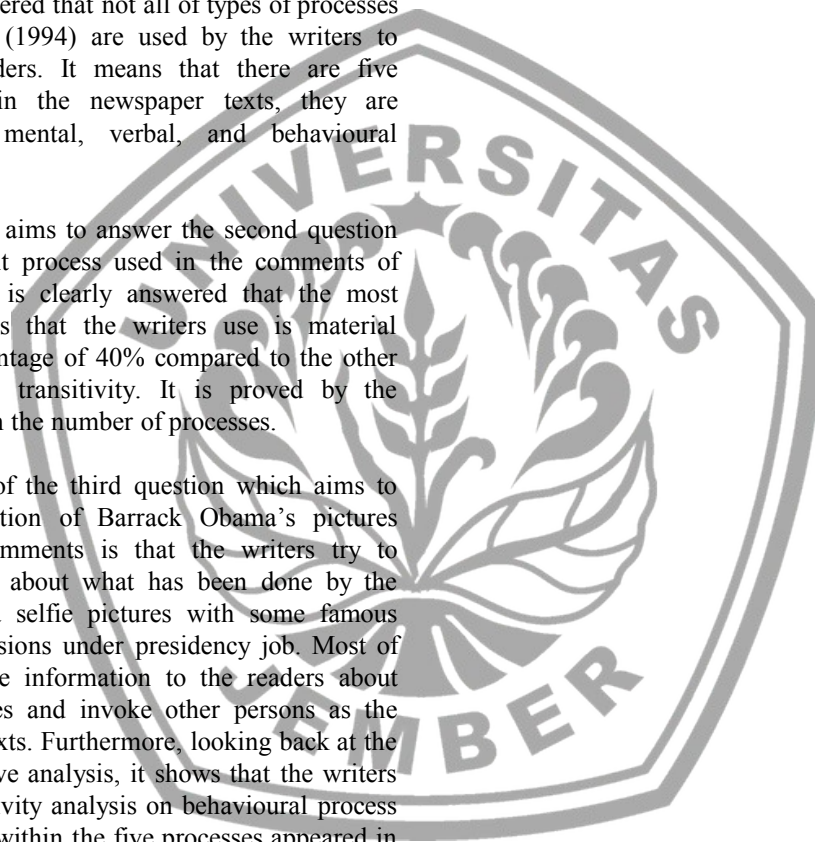 ered that not all of types of processes
(1994) are used by the writers to
ders. It means that there are five
in the newspaper texts, they are
mental, verbal, and behavioural
aims to answer the second question
t process used in the comments of
is clearly answered that the most
s that the writers use is material
ntage of 40% compared to the other
transitivity. It is proved by the
n the number of processes.
of the third question which aims to
tion of Barrack Obama's pictures
mments is that the writers try to
about what has been done by the
selfie pictures with some famous
sions under presidency job. Most of
e information to the readers about
es and invoke other persons as the
xts. Furthermore, looking back at the
ve analysis, it shows that the writers
ivity analysis on behavioural process
within the five processes appeared in
UNIVERSITAS
JEMBER